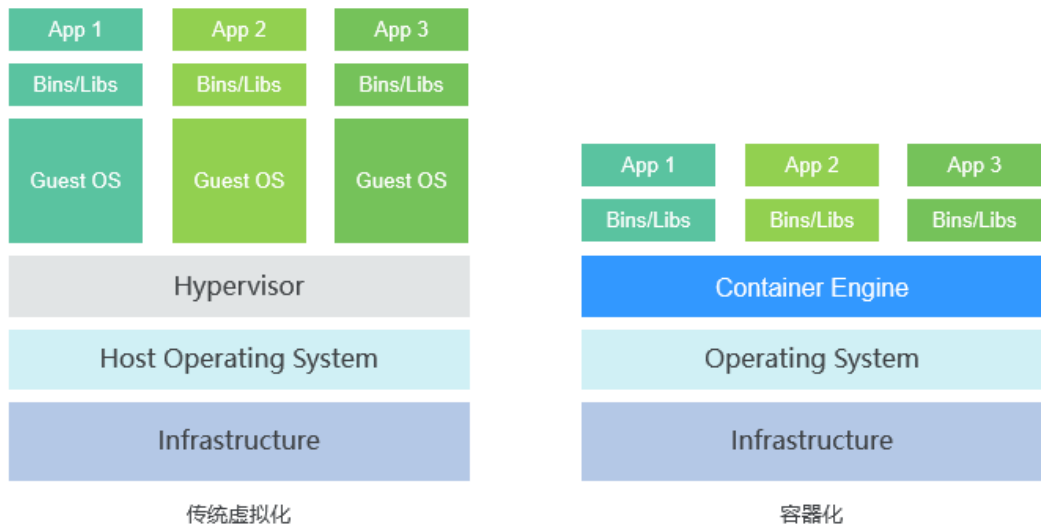 App 1
App 2
App 3
Bins/Libs
Bins/Libs
Bins/Libs
Guest OS
Guest OS
Guest OS
Hypervisor
Host Operating System
Infrastructure
传统虚拟化
App 1
App 2
App 3
Bins/Libs
Bins/Libs
Bins/Libs
Container Engine
Operating System
Infrastructure
容器化